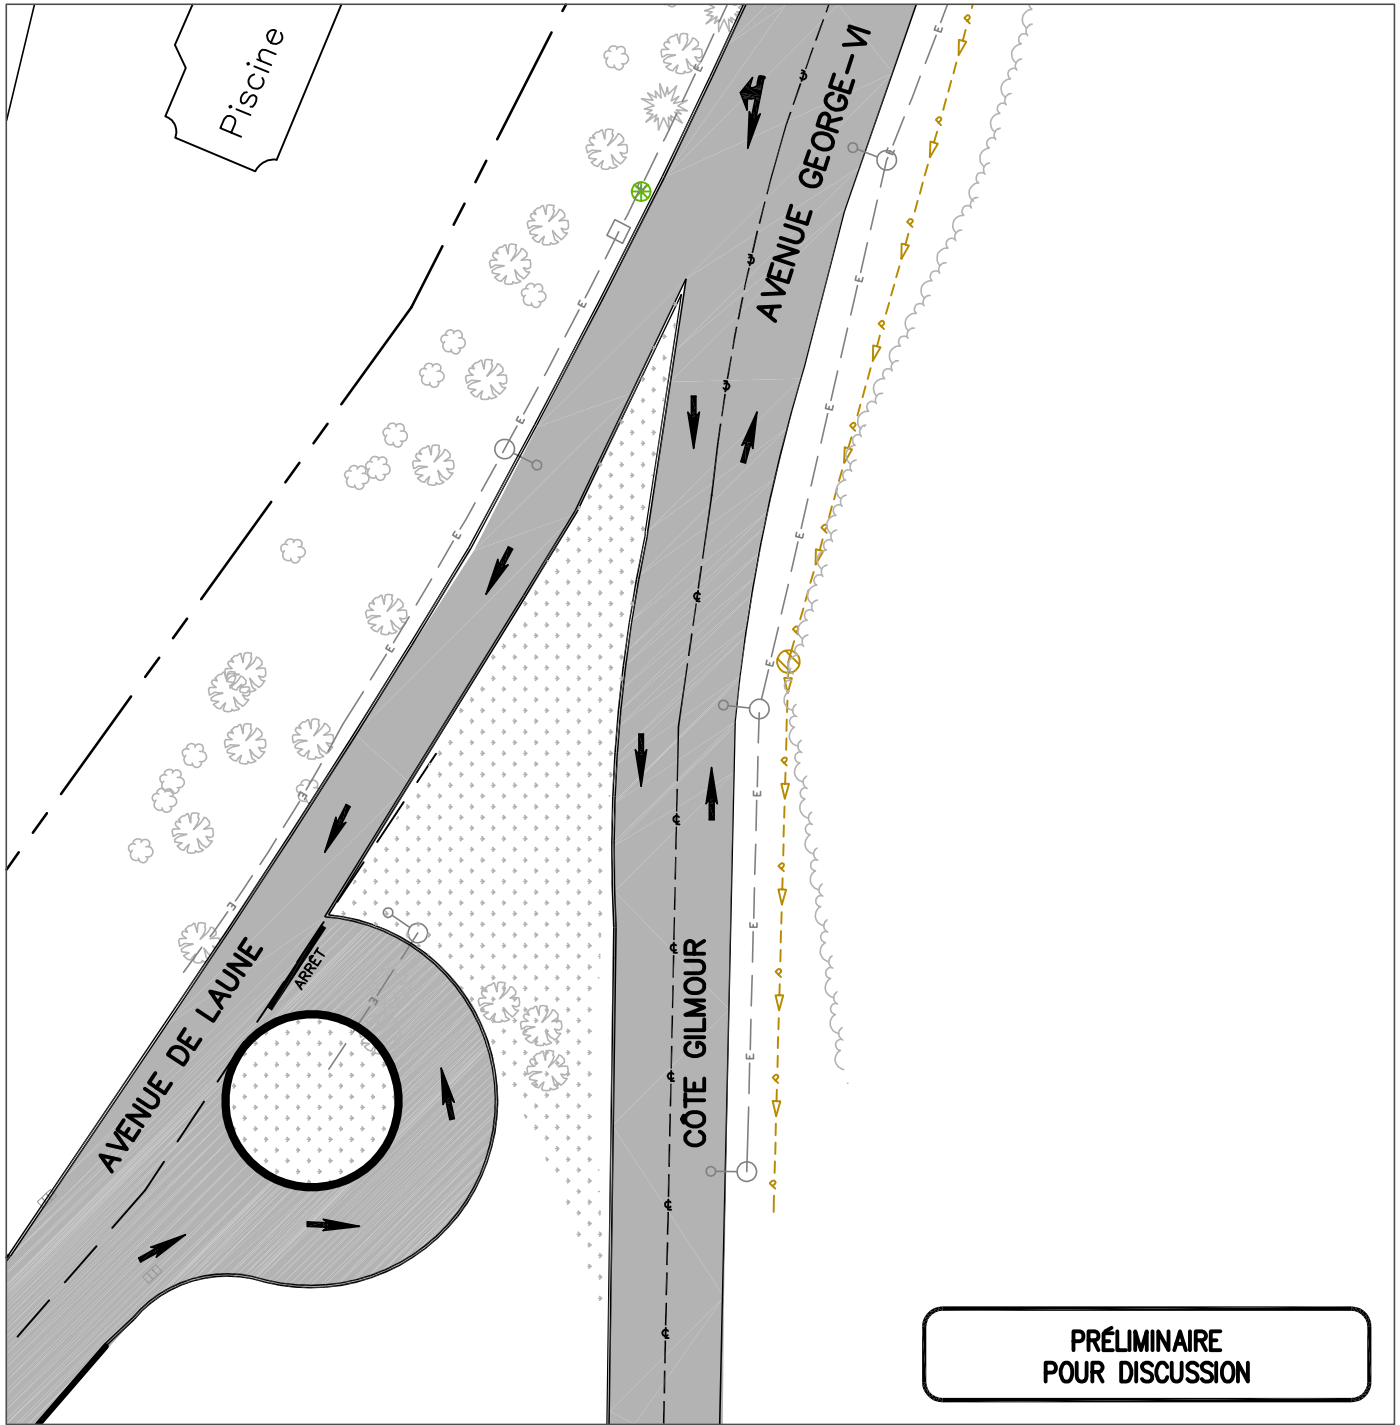 Piscine
AVENUE GEORGE-VI
AVENUE DE LAUNE
ARRÊT
CÔTE GILMOUR
PRÉLIMINAIRE
POUR DISCUSSION